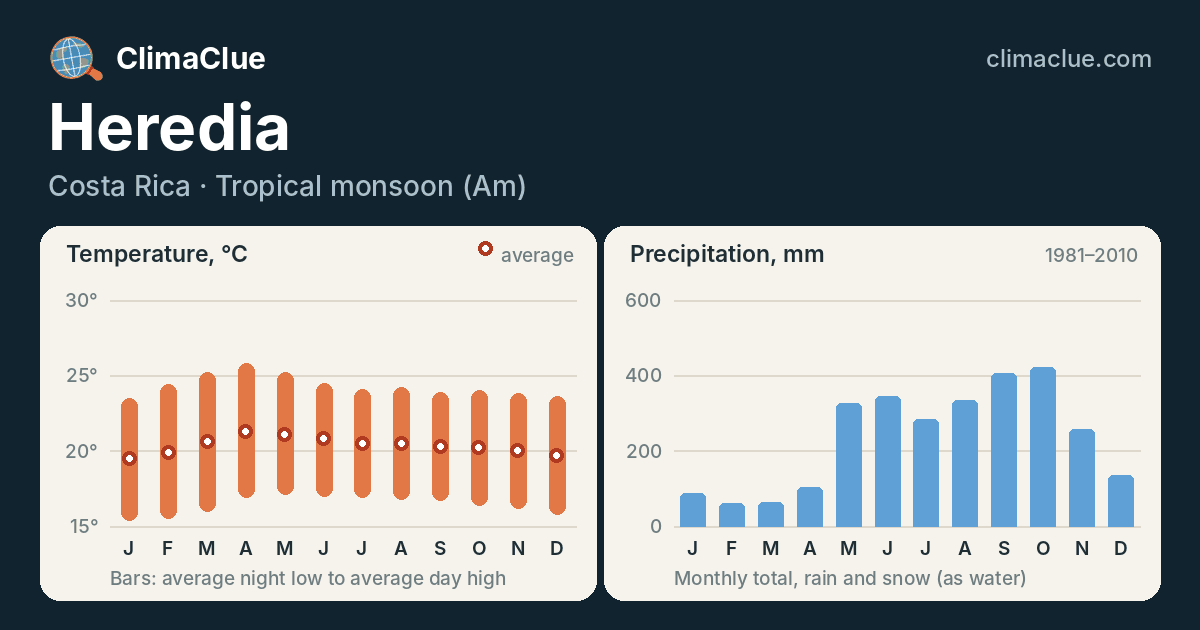 ClimaClue
climaclue.com
Heredia
Costa Rica · Tropical monsoon (Am)
Temperature, °C
average
30°
25°
20°
15°
J F M A M J J A S O N D
Bars: average night low to average day high
Precipitation, mm
1981–2010
600
400
200
0
J F M A M J J A S O N D
Monthly total, rain and snow (as water)